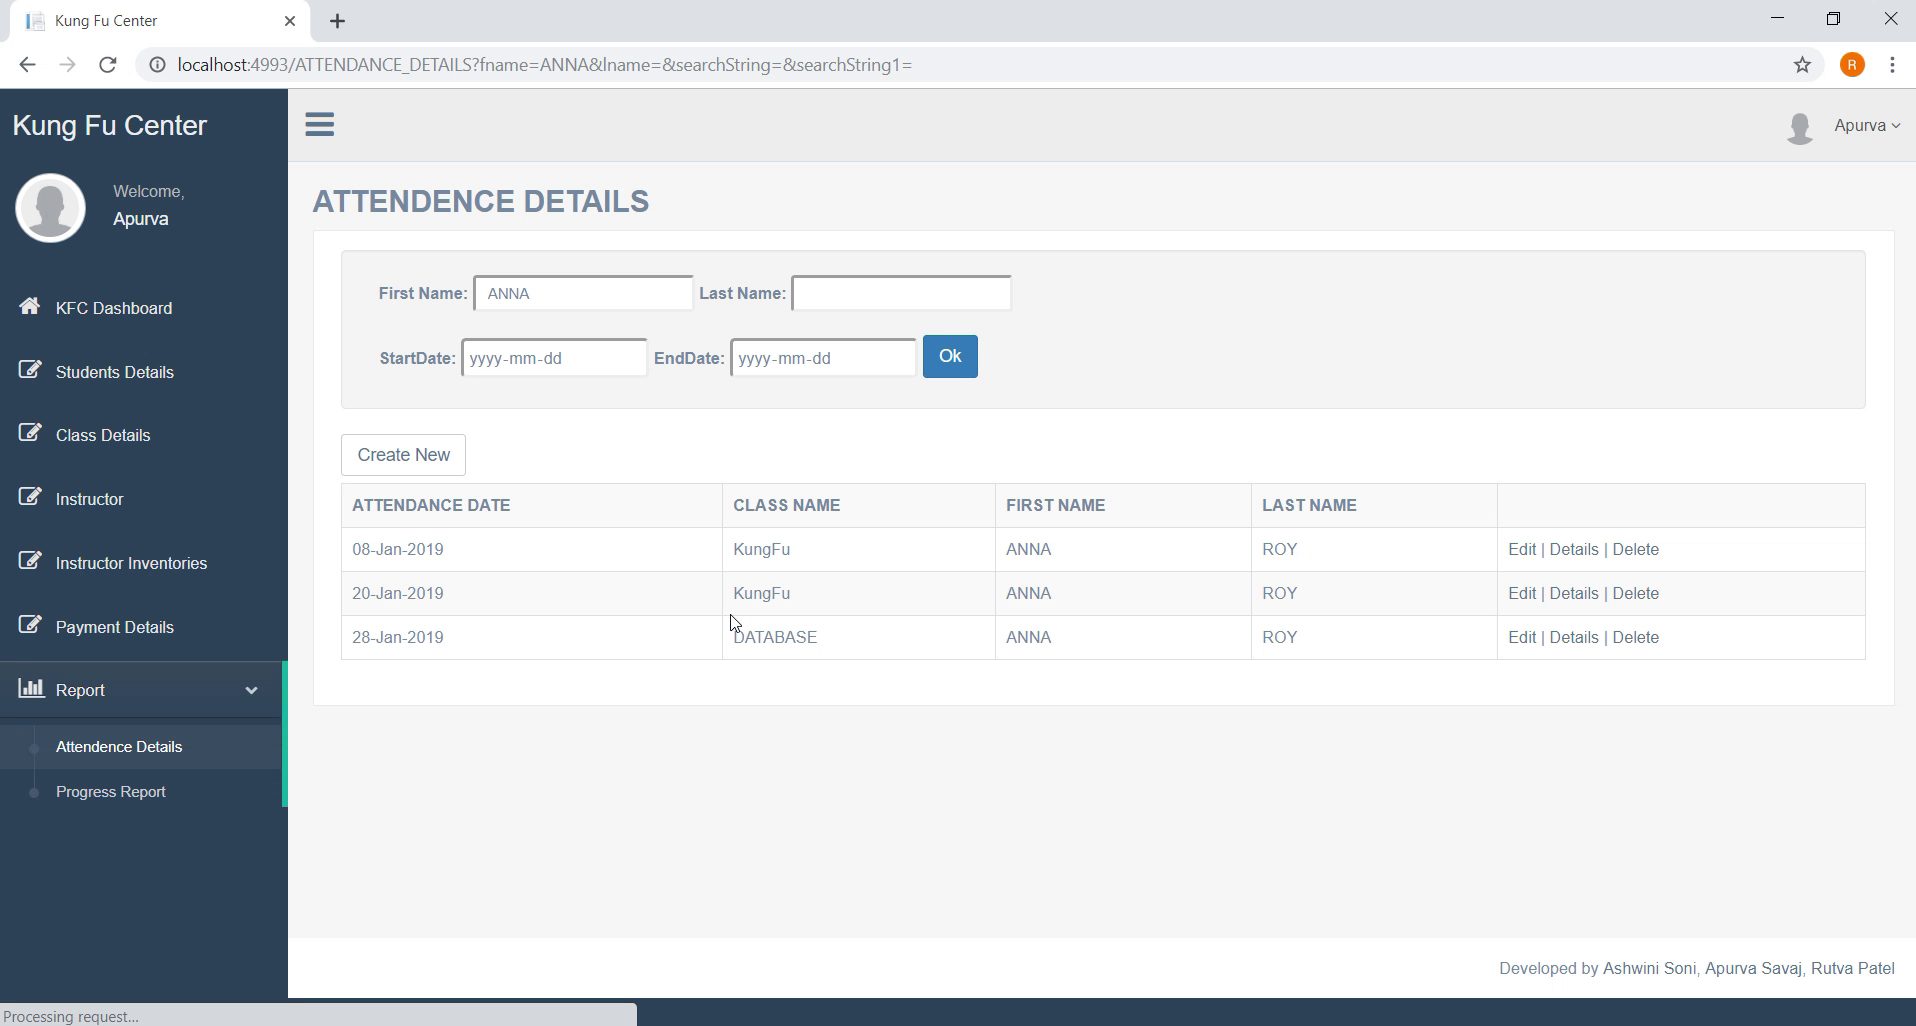 Kung Fu Center
localhost:4993/ATTENDANCE_DETAILS?fname=ANNA&lname=&searchString=&searchString1=
R
Kung Fu Center
Apurva
Welcome,
Apurva
KFC Dashboard
Students Details
Class Details
Instructor
Instructor Inventories
Payment Details
Report
Attendence Details
Progress Report
ATTENDENCE DETAILS
First Name: ANNA Last Name:
StartDate: yyyy-mm-dd EndDate: yyyy-mm-dd Ok
Create New
ATTENDANCE DATE CLASS NAME FIRST NAME LAST NAME
08-Jan-2019 KungFu ANNA ROY Edit | Details | Delete
20-Jan-2019 KungFu ANNA ROY Edit | Details | Delete
28-Jan-2019 DATABASE ANNA ROY Edit | Details | Delete
Developed by Ashwini Soni, Apurva Savaj, Rutva Patel
Processing request...